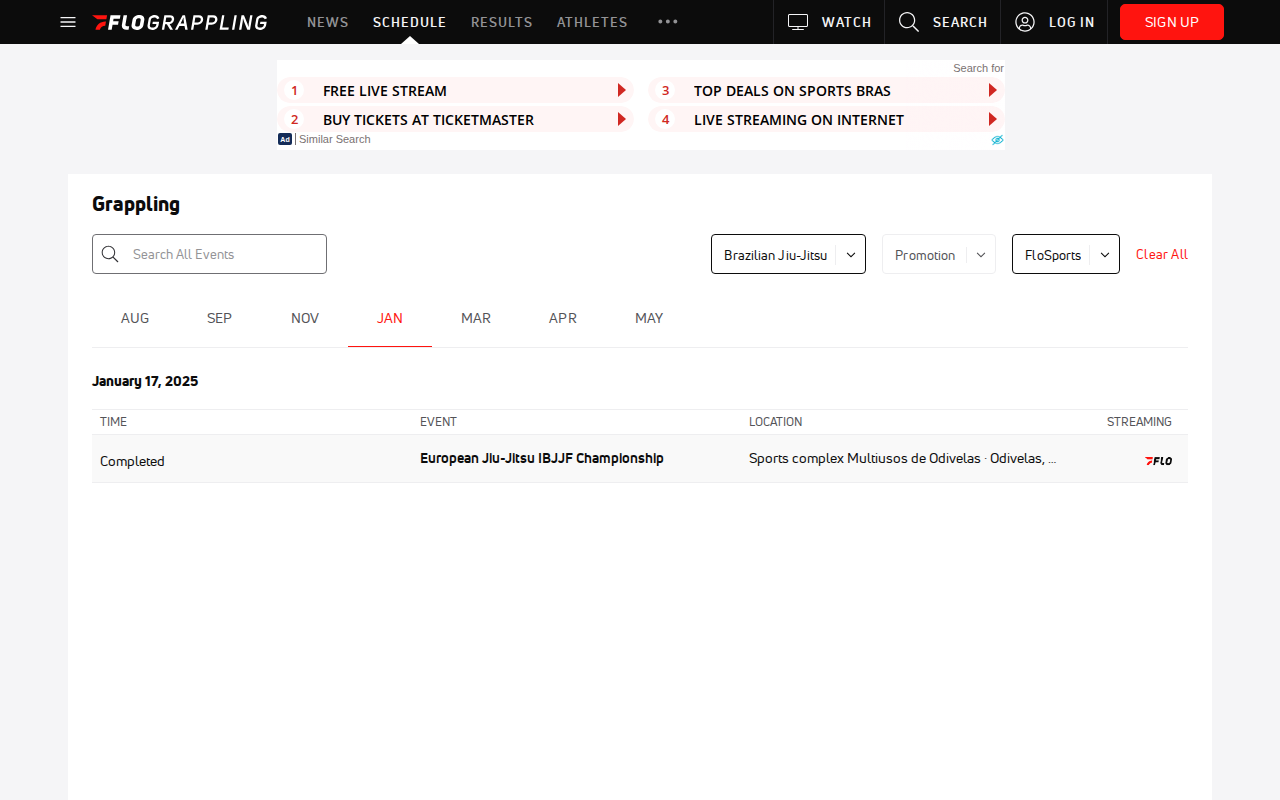 FLOGRAPPLING NEWS SCHEDULE RESULTS ATHLETES WATCH SEARCH LOG IN SIGN UP
Search for
1 FREE LIVE STREAM
2 BUY TICKETS AT TICKETMASTER
3 TOP DEALS ON SPORTS BRAS
4 LIVE STREAMING ON INTERNET
Ad Similar Search
Grappling
Search All Events Brazilian Jiu-Jitsu Promotion FloSports Clear All
AUG SEP NOV JAN MAR APR MAY
January 17, 2025
TIME EVENT LOCATION STREAMING
Completed European Jiu-Jitsu IBJJF Championship Sports complex Multiusos de Odivelas · Odivelas, ... FLO